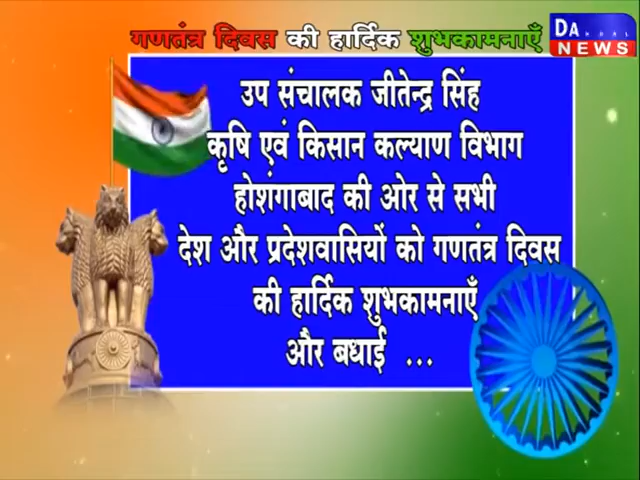 गणतंत्र दिवस की हार्दिक शुभकामनाएँ
DA
NEWS
उप संचालक जीतेन्द्र सिंह
कृषि एवं किसान कल्याण विभाग
होशंगाबाद की ओर से सभी
देश और प्रदेशवासियों को गणतंत्र दिवस
की हार्दिक शुभकामनाएँ
और बधाई ...